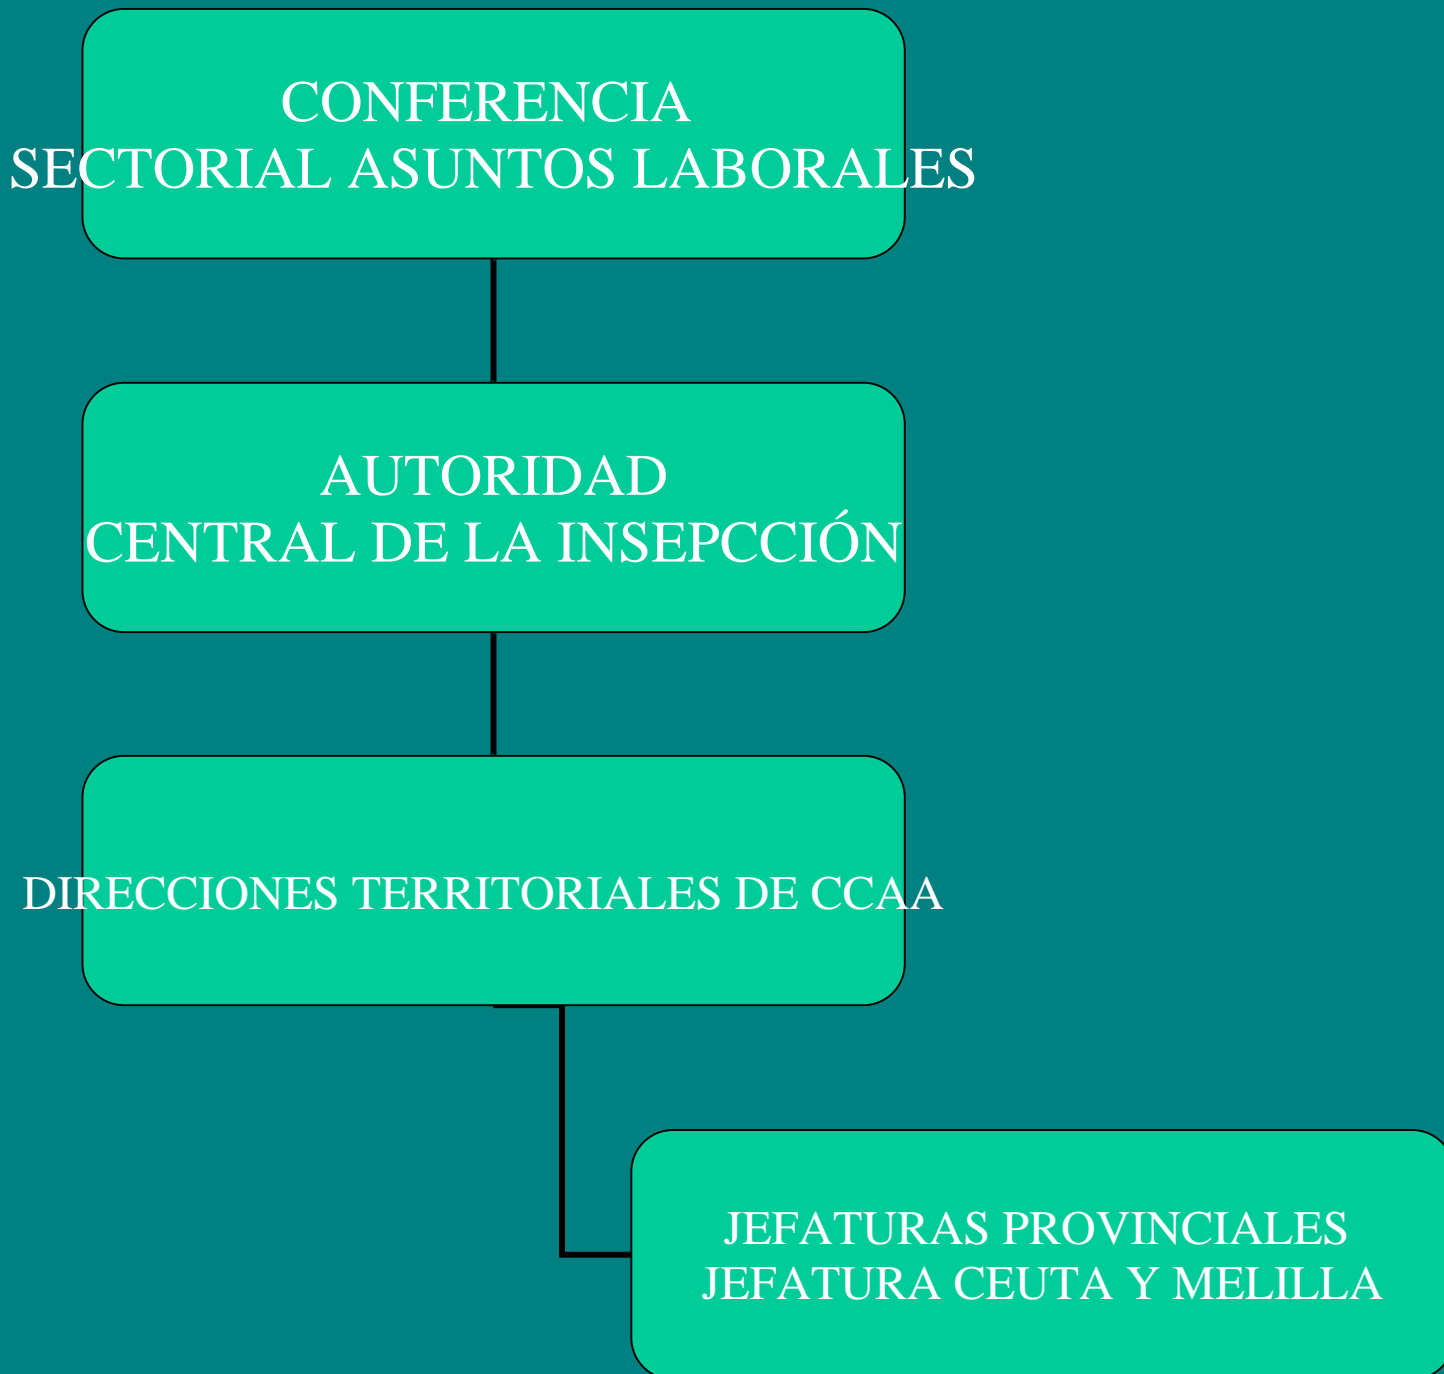 CONFERENCIA
SECTORIAL ASUNTOS LABORALES
AUTORIDAD
CENTRAL DE LA INSEPCCIÓN
DIRECCIONES TERRITORIALES DE CCAA
JEFATURAS PROVINCIALES
JEFATURA CEUTA Y MELILLA